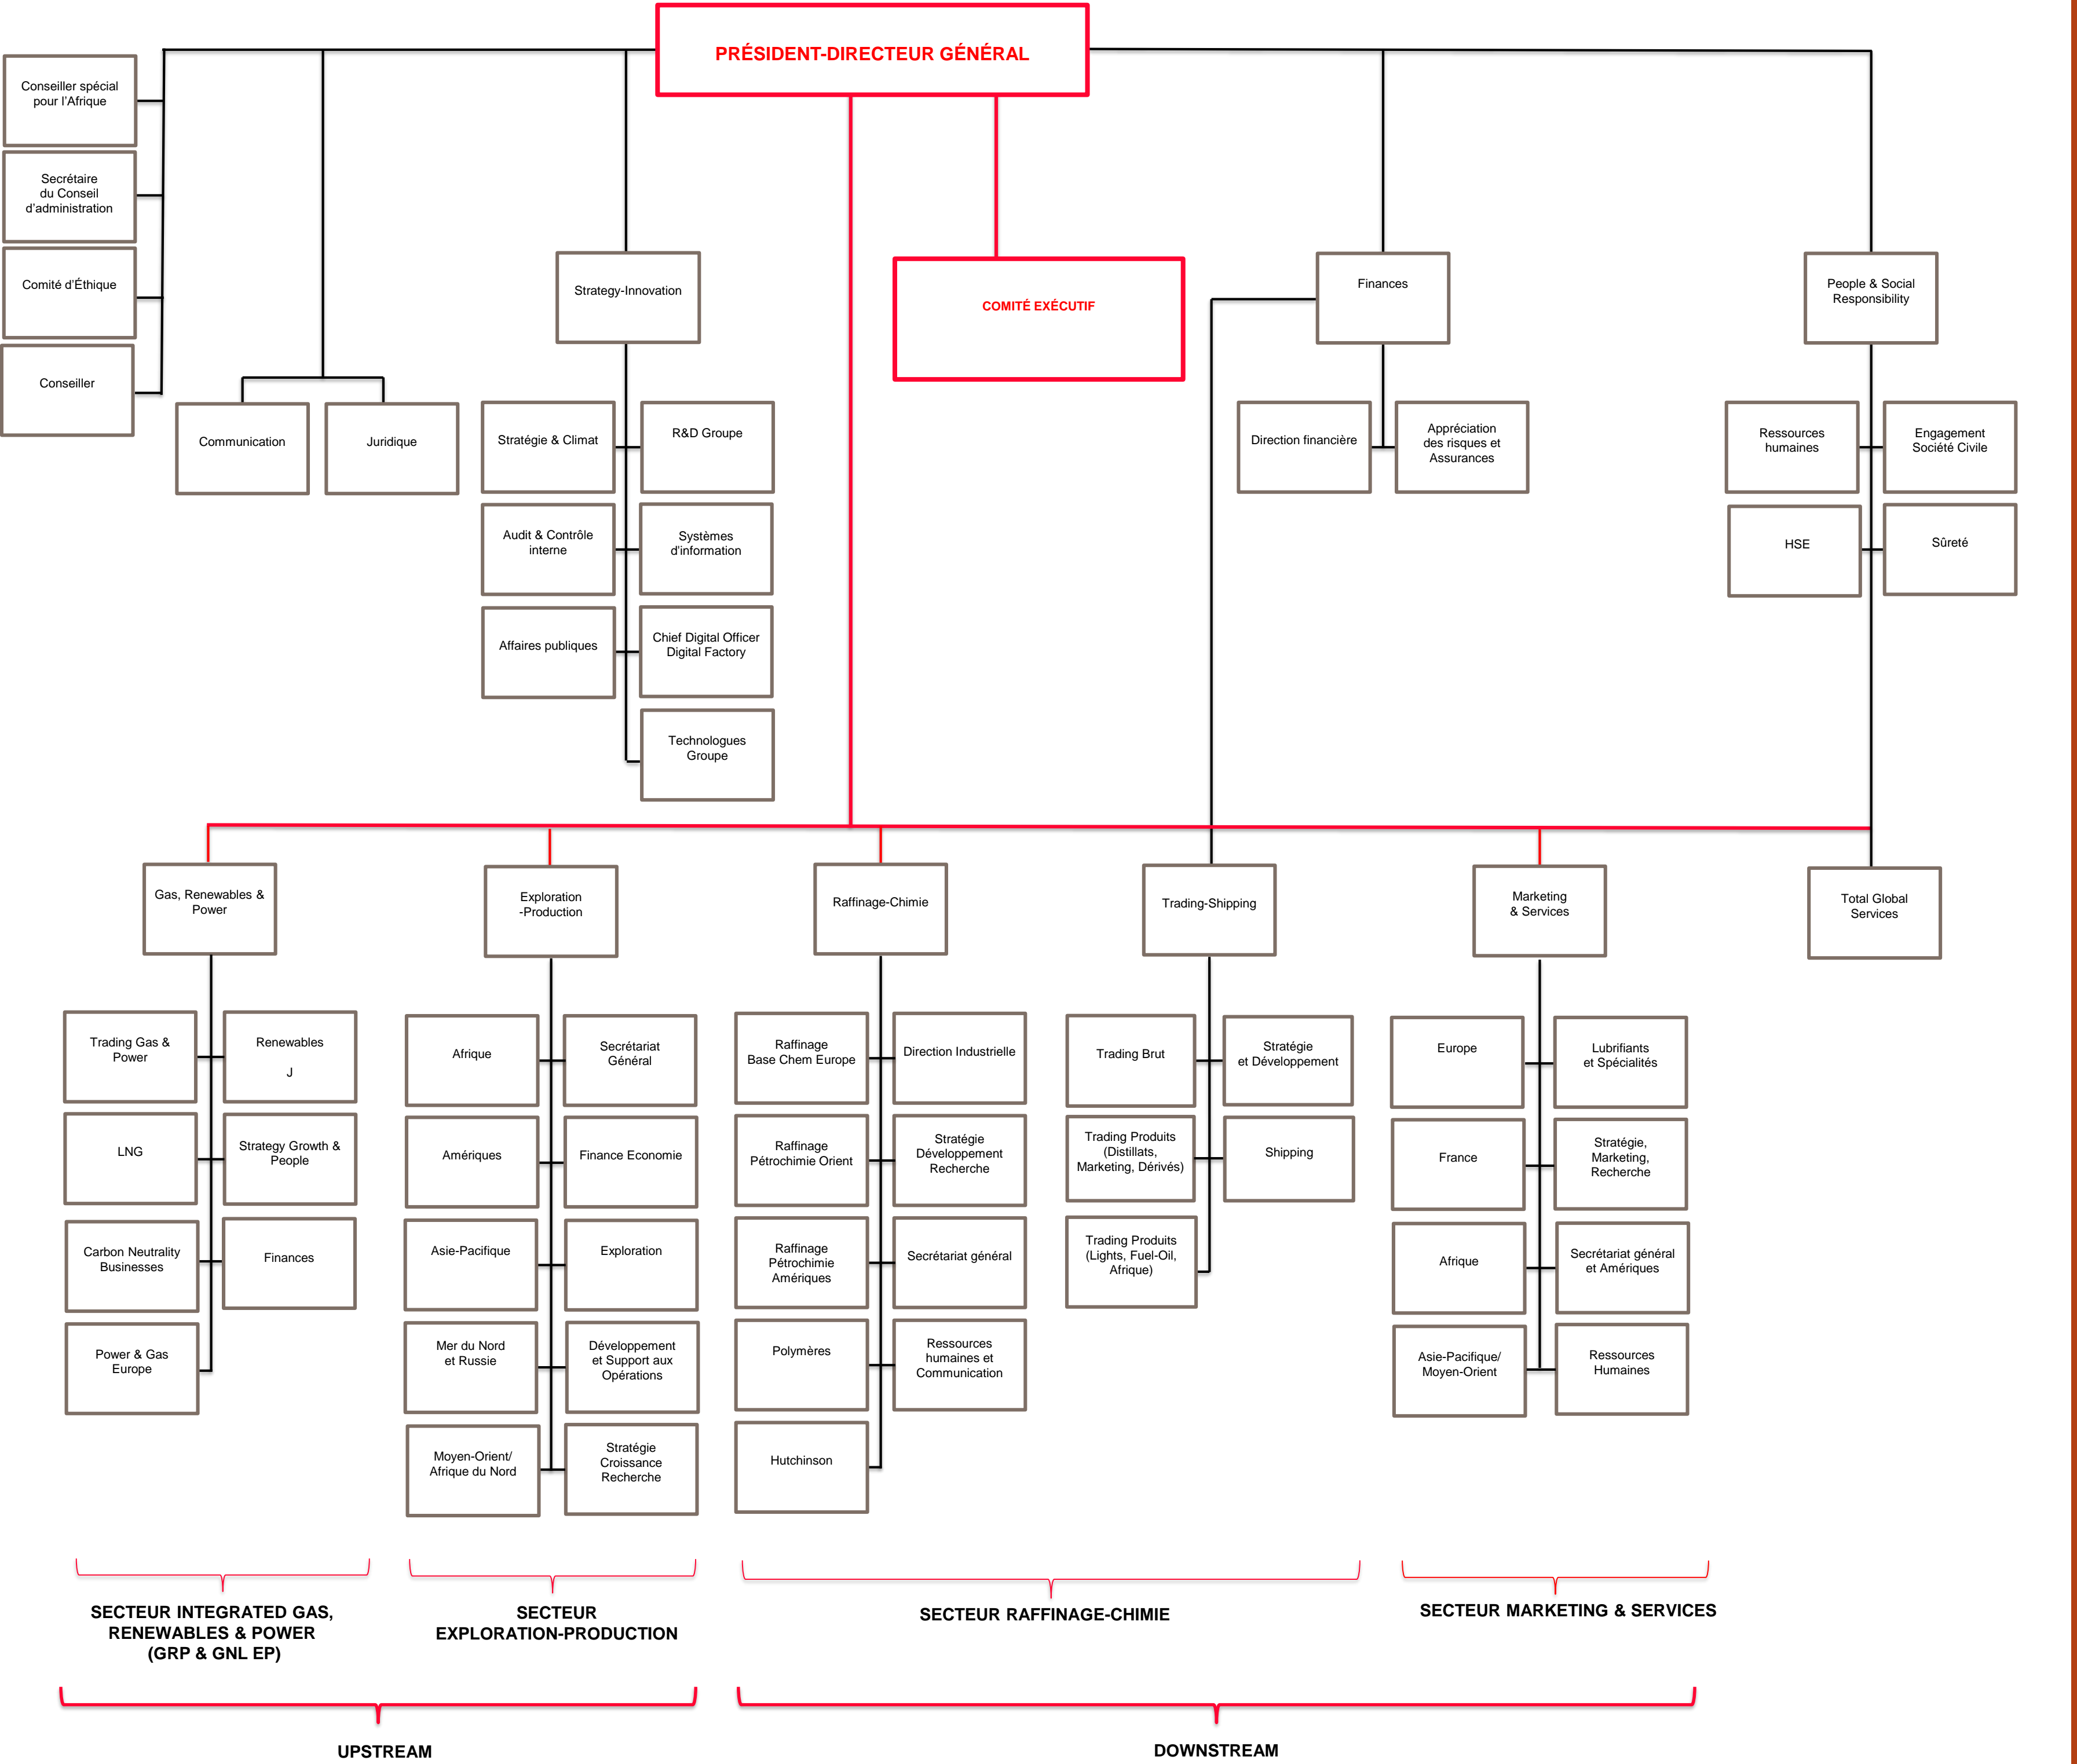 PRÉSIDENT-DIRECTEUR GÉNÉRAL
Conseiller spécial
pour l'Afrique
Secrétaire
du Conseil
d'administration
Comité d'Éthique
Conseiller
Communication
Juridique
Strategy-Innovation
COMITÉ EXÉCUTIF
Finances
People & Social
Responsibility
Stratégie & Climat
R&D Groupe
Audit & Contrôle
interne
Systèmes
d'information
Affaires publiques
Chief Digital Officer
Digital Factory
Technologues
Groupe
Direction financière
Appréciation
des risques et
Assurances
Ressources
humaines
Engagement
Société Civile
HSE
Sûreté
Gas, Renewables &
Power
Exploration
-Production
Raffinage-Chimie
Trading-Shipping
Marketing
& Services
Total Global
Services
Trading Gas &
Power
Renewables
J
LNG
Strategy Growth &
People
Carbon Neutrality
Businesses
Finances
Power & Gas
Europe
Afrique
Secrétariat
Général
Amériques
Finance Economie
Asie-Pacifique
Exploration
Mer du Nord
et Russie
Développement
et Support aux
Opérations
Moyen-Orient/
Afrique du Nord
Stratégie
Croissance
Recherche
Raffinage
Base Chem Europe
Direction Industrielle
Raffinage
Pétrochimie Orient
Stratégie
Développement
Recherche
Raffinage
Pétrochimie
Amériques
Secrétariat général
Polymères
Ressources
humaines et
Communication
Hutchinson
Trading Brut
Stratégie
et Développement
Trading Produits
(Distillats,
Marketing, Dérivés)
Shipping
Trading Produits
(Lights, Fuel-Oil,
Afrique)
Europe
Lubrifiants
et Spécialités
France
Stratégie,
Marketing,
Recherche
Afrique
Secrétariat général
et Amériques
Asie-Pacifique/
Moyen-Orient
Ressources
Humaines
SECTEUR INTEGRATED GAS,
RENEWABLES & POWER
(GRP & GNL EP)
SECTEUR
EXPLORATION-PRODUCTION
SECTEUR RAFFINAGE-CHIMIE
SECTEUR MARKETING & SERVICES
UPSTREAM
DOWNSTREAM